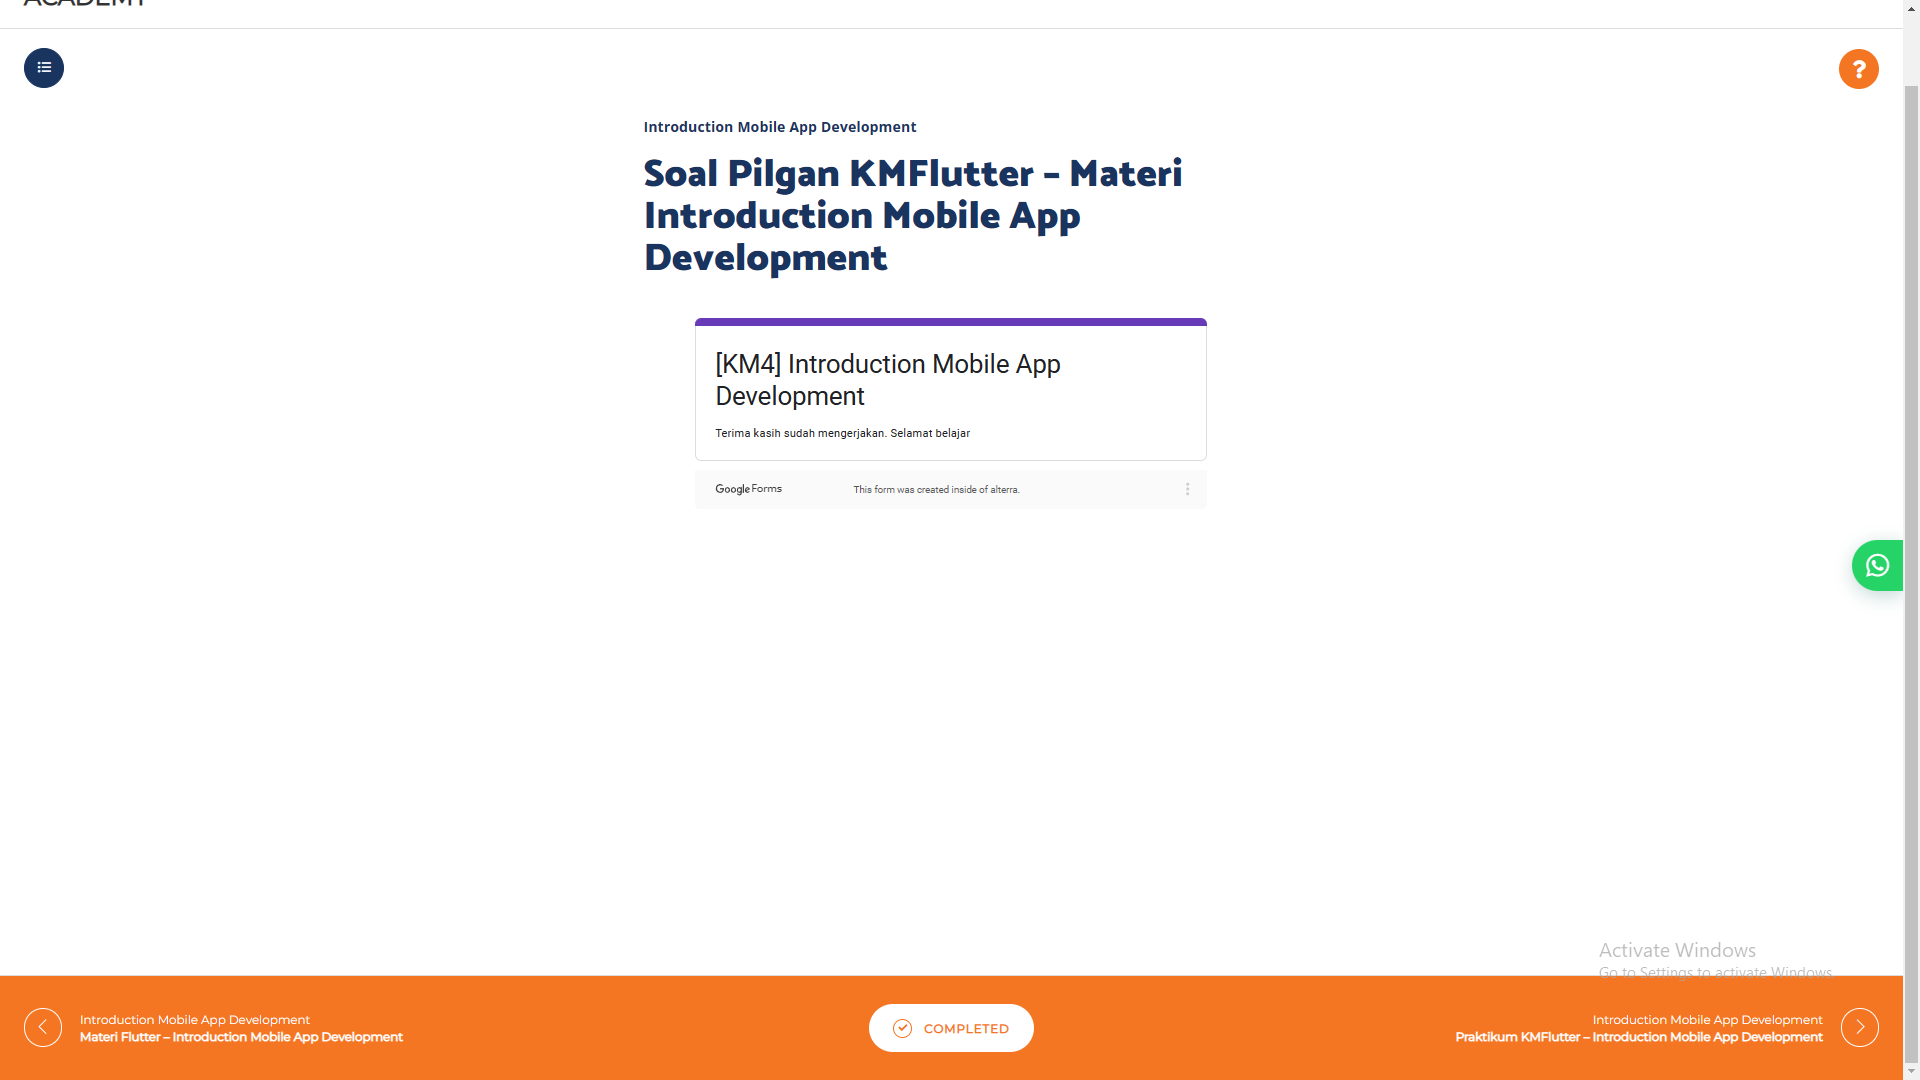 ACADEMY
Introduction Mobile App Development
Soal Pilgan KMFlutter – Materi
Introduction Mobile App
Development
[KM4] Introduction Mobile App
Development
Terima kasih sudah mengerjakan. Selamat belajar
Google Forms
This form was created inside of alterra.
Activate Windows
Go to Settings to activate Windows.
Introduction Mobile App Development
Materi Flutter – Introduction Mobile App Development
COMPLETED
Introduction Mobile App Development
Praktikum KMFlutter – Introduction Mobile App Development